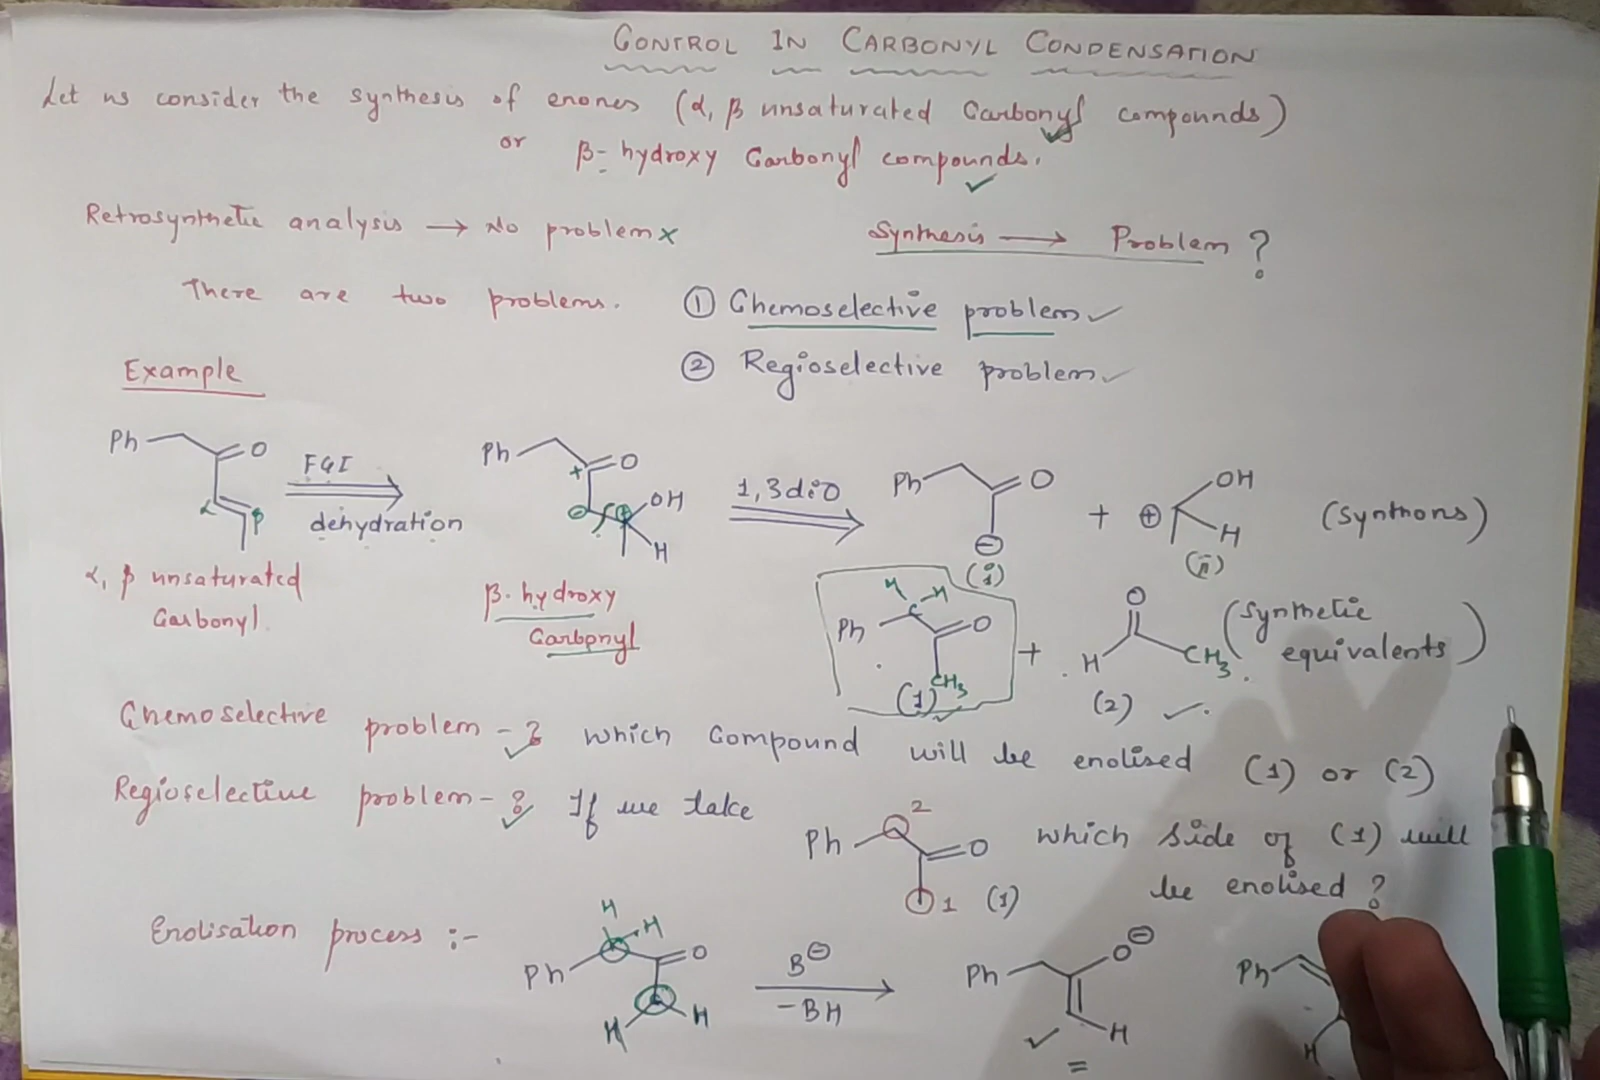 CONTROL IN CARBONYL CONDENSATION
Let us consider the synthesis of enones (α, β unsaturated Carbonyl compounds)
or β- hydroxy Carbonyl compounds.
Retrosynthetic analysis → No problem x Synthesis → Problem ?
There are two problems. ① Chemoselective problem ✓
② Regioselective problem ✓
Example
Ph O FGI dehydration Ph O + ⊖ ⊕ OH H 1,3 diO Ph O ⊖ + ⊕ OH H (synthons)
α β
(i) (ii)
α, β unsaturated Carbonyl
β-hydroxy Carbonyl
Ph C H H O CH3 (1) + O H CH3 (2) ✓ (Synthetic equivalents)
Chemoselective problem - ? which compound will be enolised (1) or (2)
Regioselective problem - ? If we take Ph 2 O 1 (1) which side of (1) will be enolised ?
Enolisation process :- Ph H H O H H B⊖ -BH Ph O⊖ H ✓ = Ph H